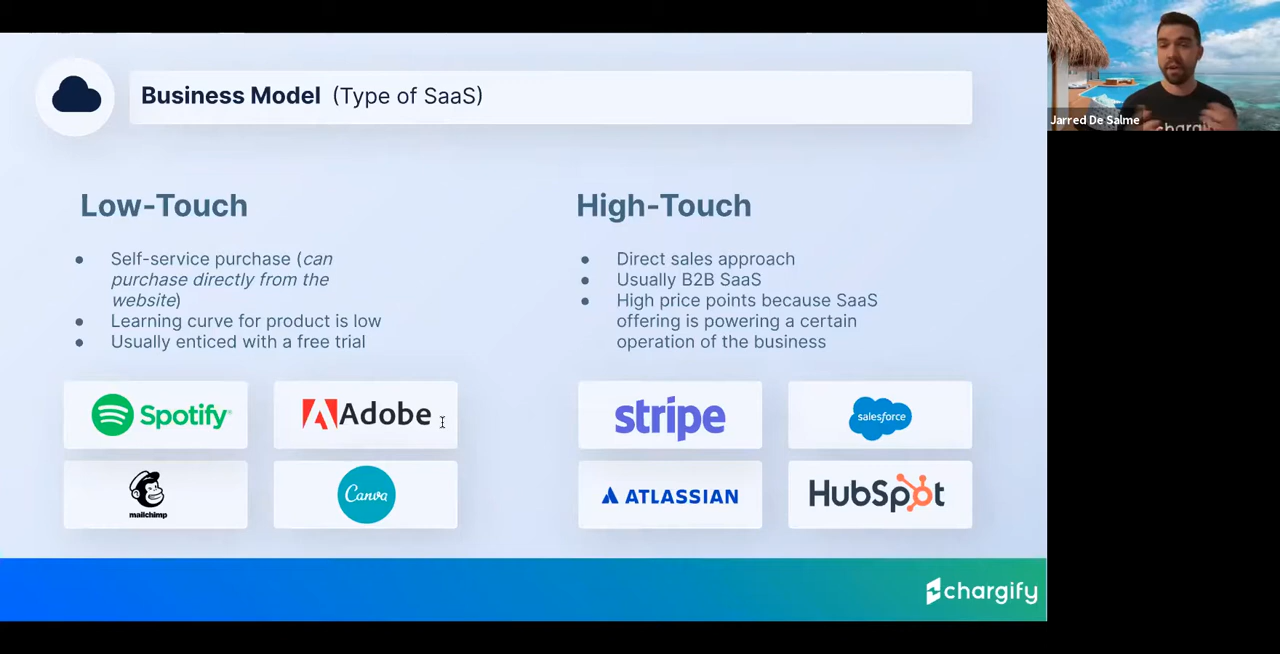 Business Model (Type of SaaS)
Low-Touch
Self-service purchase (can
purchase directly from the
website)
Learning curve for product is low
Usually enticed with a free trial
Spotify
Adobe
mailchimp
Canva
High-Touch
Direct sales approach
Usually B2B SaaS
High price points because SaaS
offering is powering a certain
operation of the business
stripe
salesforce
ATLASSIAN
HubSpot
chargify
Jarred De Salme